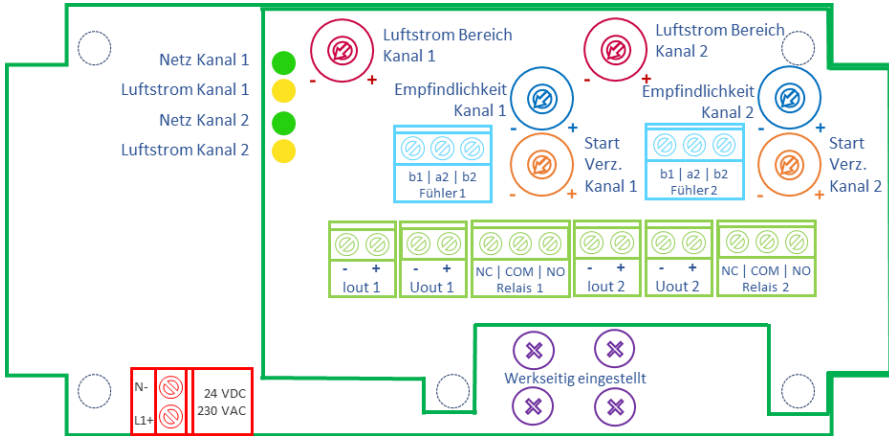 Netz Kanal 1
Luftstrom Kanal 1
Netz Kanal 2
Luftstrom Kanal 2
Luftstrom Bereich
Kanal 1
- +
Luftstrom Bereich
Kanal 2
- +
Empfindlichkeit
Kanal 1
- +
Empfindlichkeit
Kanal 2
- +
b1 | a2 | b2
Fühler 1
Start
Verz.
Kanal 1
- +
b1 | a2 | b2
Fühler 2
Start
Verz.
Kanal 2
- +
- +
Iout 1
- +
Uout 1
NC | COM | NO
Relais 1
- +
Iout 2
- +
Uout 2
NC | COM | NO
Relais 2
Werkseitig eingestellt
N-
L1+
24 VDC
230 VAC